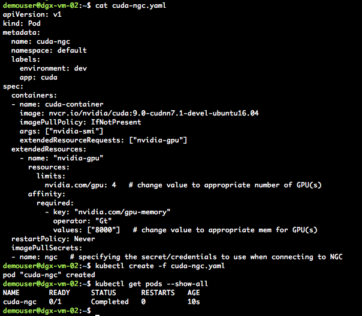 demouser@dgx-vm-02:~$ cat cuda-ngc.yaml
apiVersion: v1
kind: Pod
metadata:
  name: cuda-ngc
  namespace: default
  labels:
    environment: dev
    app: cuda
spec:
  containers:
  - name: cuda-container
    image: nvcr.io/nvidia/cuda:9.0-cudnn7.1-devel-ubuntu16.04
    imagePullPolicy: IfNotPresent
    args: ["nvidia-smi"]
    extendedResourceRequests: ["nvidia-gpu"]
  extendedResources:
    - name: "nvidia-gpu"
      resources:
        limits:
          nvidia.com/gpu: 4   # change value to appropriate number of GPU(s)
      affinity:
        required:
          - key: "nvidia.com/gpu-memory"
            operator: "Gt"
            values: ["8000"]   # change value to appropriate mem for GPU(s)
  restartPolicy: Never
  imagePullSecrets:
  - name: ngc   # specifying the secret/credentials to use when connecting to NGC
demouser@dgx-vm-02:~$ kubectl create -f cuda-ngc.yaml
pod "cuda-ngc" created
demouser@dgx-vm-02:~$ kubectl get pods --show-all
NAME       READY     STATUS      RESTARTS   AGE
cuda-ngc   0/1       Completed   0          10s
demouser@dgx-vm-02:~$